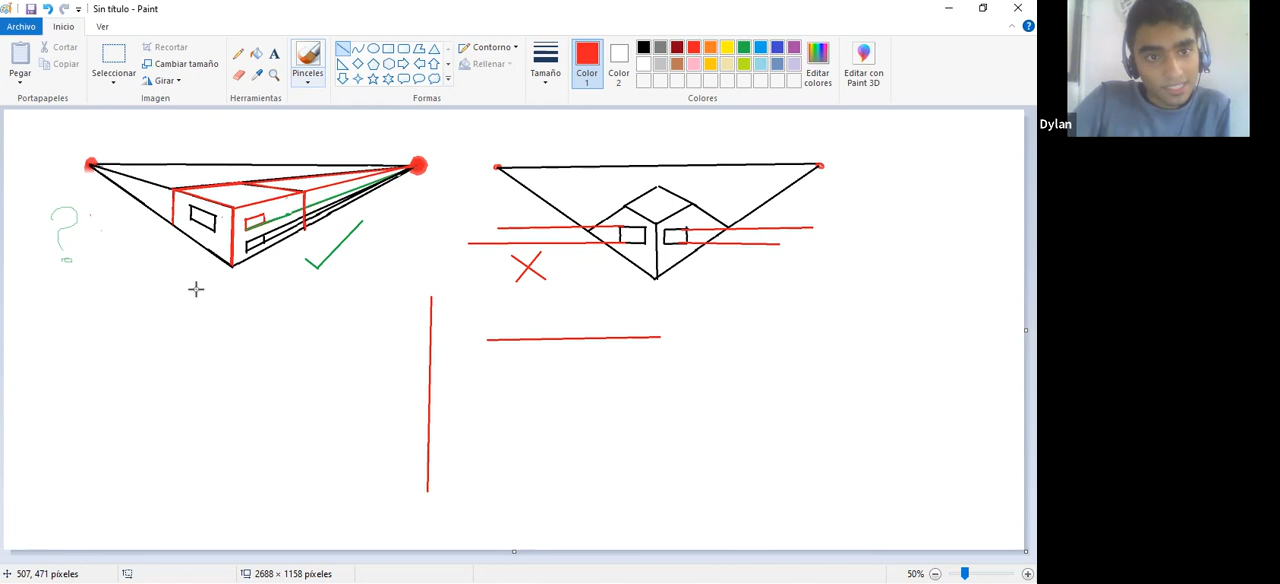 Sin título - Paint
Archivo Inicio Ver
Pegar
Cortar
Copiar
Portapapeles
Seleccionar
Recortar
Cambiar tamaño
Girar
Imagen
A
Herramientas
Pinceles
Contorno
Rellenar
Formas
Tamaño
Color 1
Color 2
Editar colores
Colores
Editar con Paint 3D
Dylan
?
507, 471 píxeles
2688 × 1158 píxeles
50%